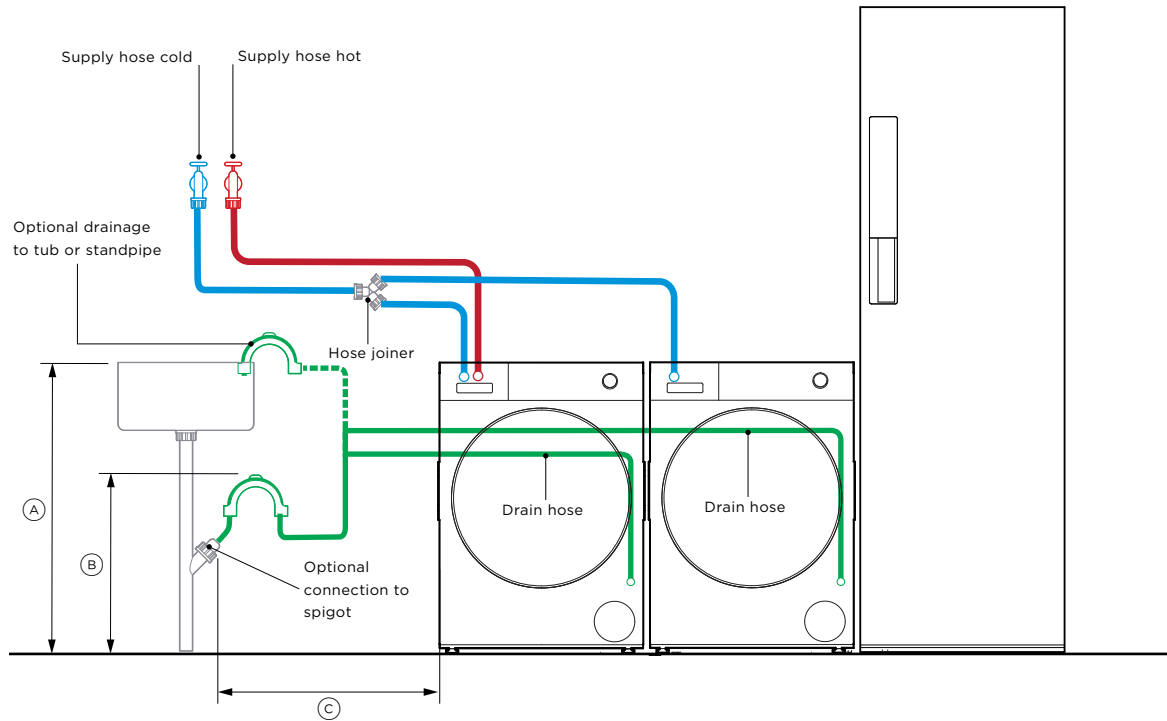 Supply hose cold
Supply hose hot
Optional drainage
to tub or standpipe
Hose joiner
A
B
Drain hose
Drain hose
Optional
connection to
spigot
C